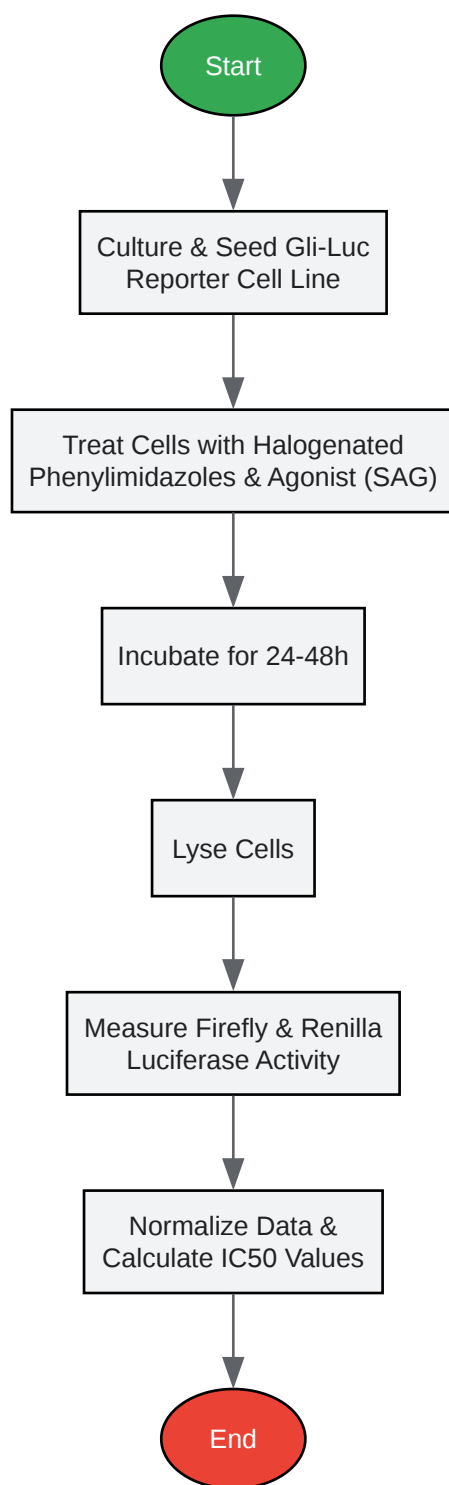 Start
Culture & Seed Gli-Luc
Reporter Cell Line
Treat Cells with Halogenated
Phenylimidazoles & Agonist (SAG)
Incubate for 24-48h
Lyse Cells
Measure Firefly & Renilla
Luciferase Activity
Normalize Data &
Calculate IC50 Values
End